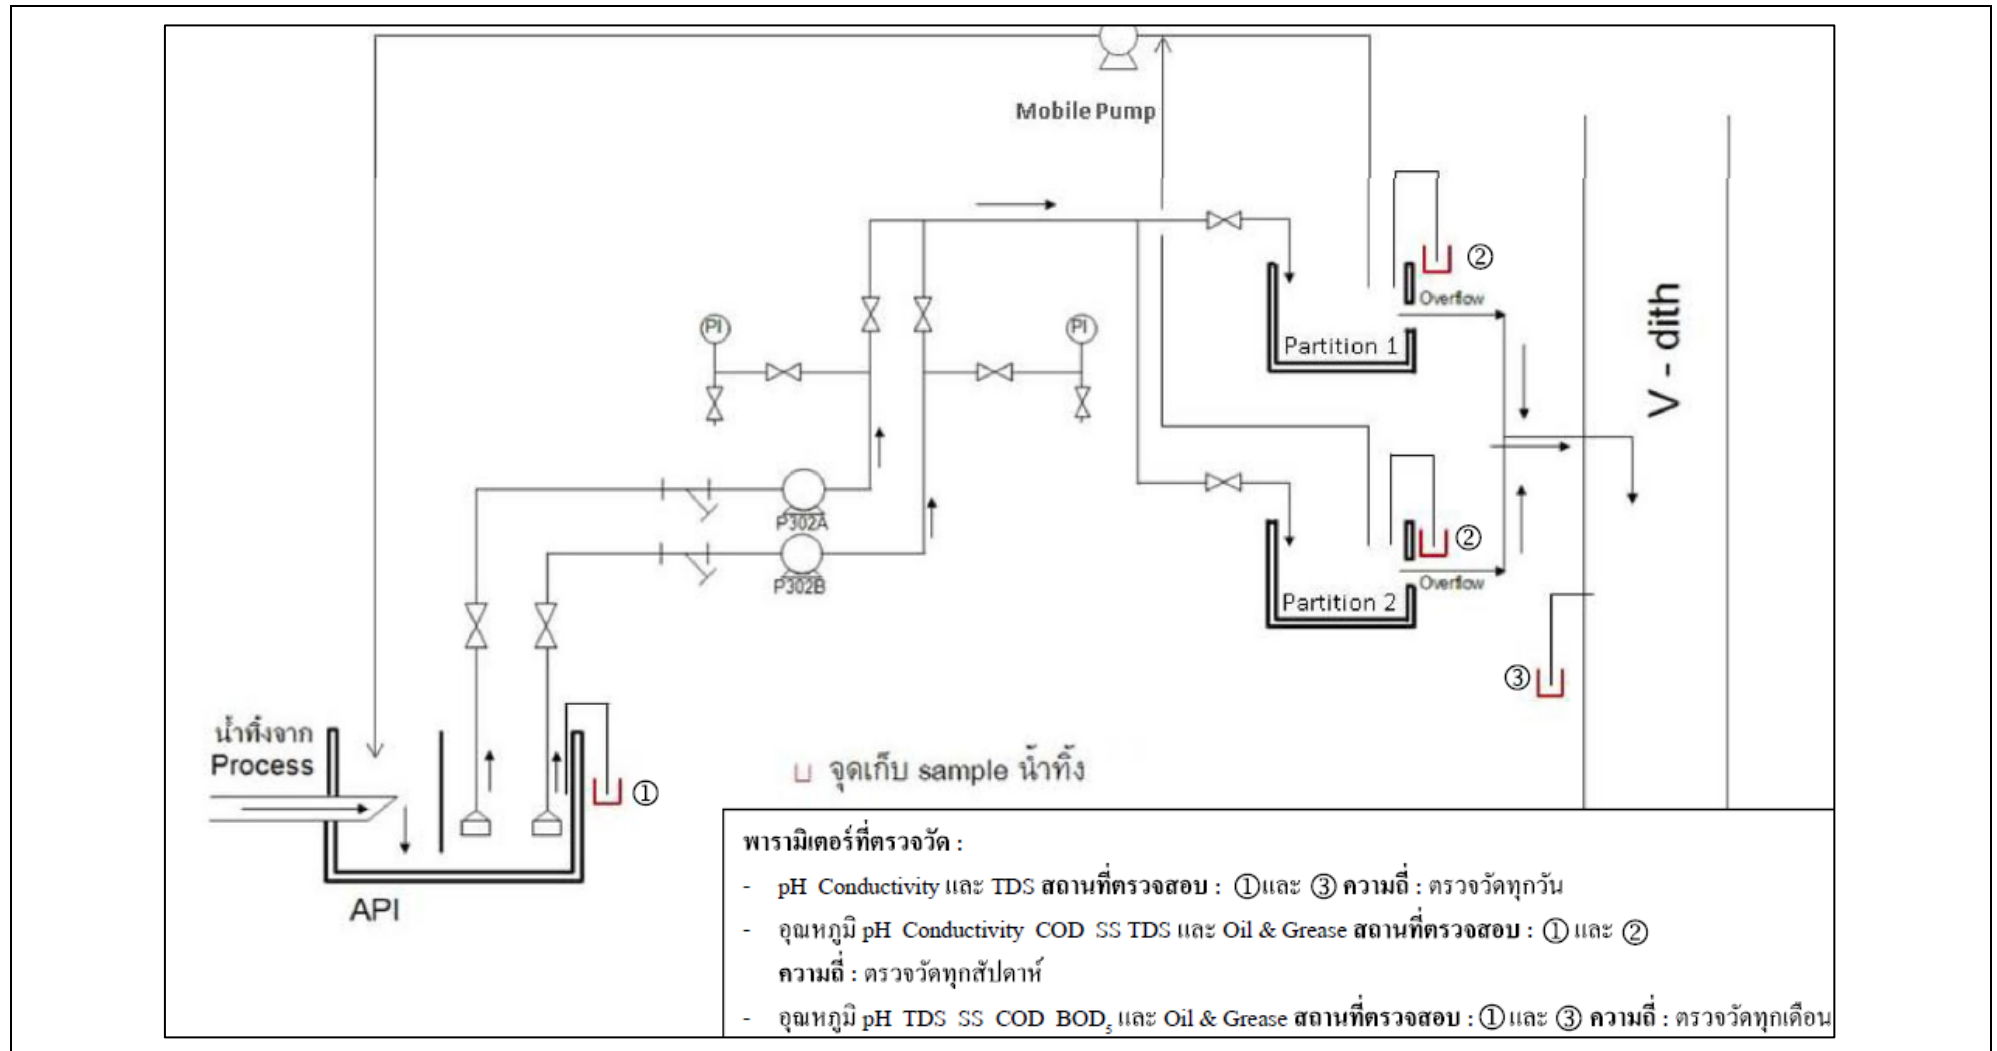 Mobile Pump
②
Overflow
PI
PI
Partition 1
V - dith
P302A
②
P302B
Overflow
Partition 2
③
น้ำทิ้งจาก
Process
①
จุดเก็บ sample น้ำทิ้ง
API
พารามิเตอร์ที่ตรวจวัด :
- pH Conductivity และ TDS สถานที่ตรวจสอบ : ①และ ③ ความถี่ : ตรวจวัดทุกวัน
- อุณหภูมิ pH Conductivity COD SS TDS และ Oil & Grease สถานที่ตรวจสอบ : ① และ ②
ความถี่ : ตรวจวัดทุกสัปดาห์
- อุณหภูมิ pH TDS SS COD BOD₅ และ Oil & Grease สถานที่ตรวจสอบ : ① และ ③ ความถี่ : ตรวจวัดทุกเดือน